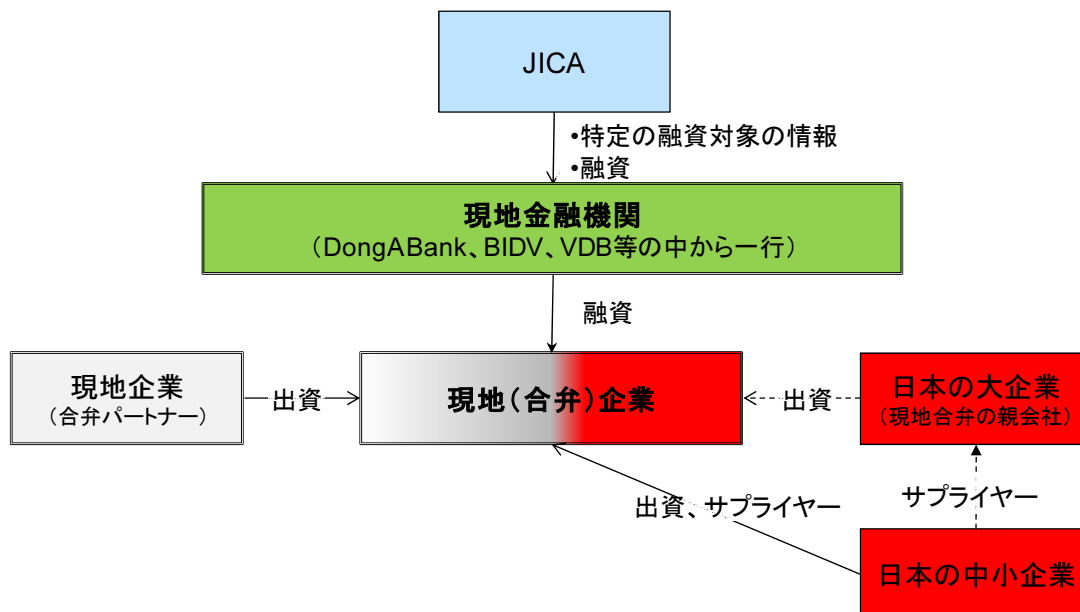 JICA
•特定の融資対象の情報
•融資
現地金融機関
（DongABank、BIDV、VDB等の中から一行）
融資
現地企業
（合弁パートナー）
出資
現地（合弁）企業
出資
日本の大企業
（現地合弁の親会社）
サプライヤー
出資、サプライヤー
日本の中小企業